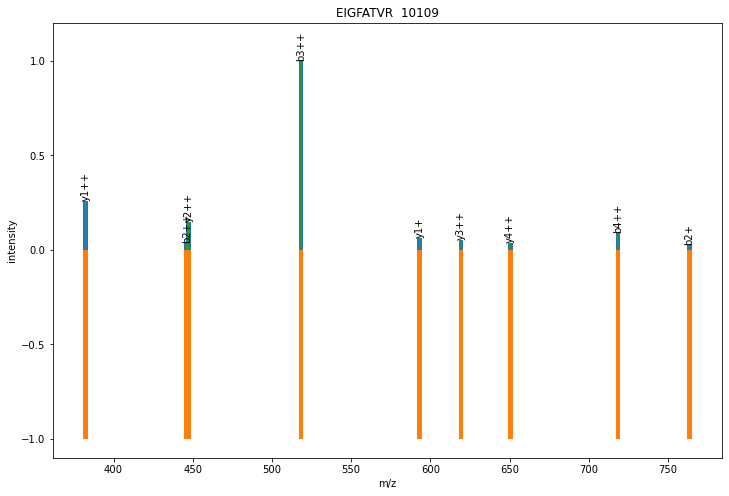 EIGFATVR  10109
b3++
y1++
y2++
b2++
b4++
y1+
y3++
y4++
b2+
1.0
0.5
0.0
−0.5
−1.0
intensity
400 450 500 550 600 650 700 750
m/z